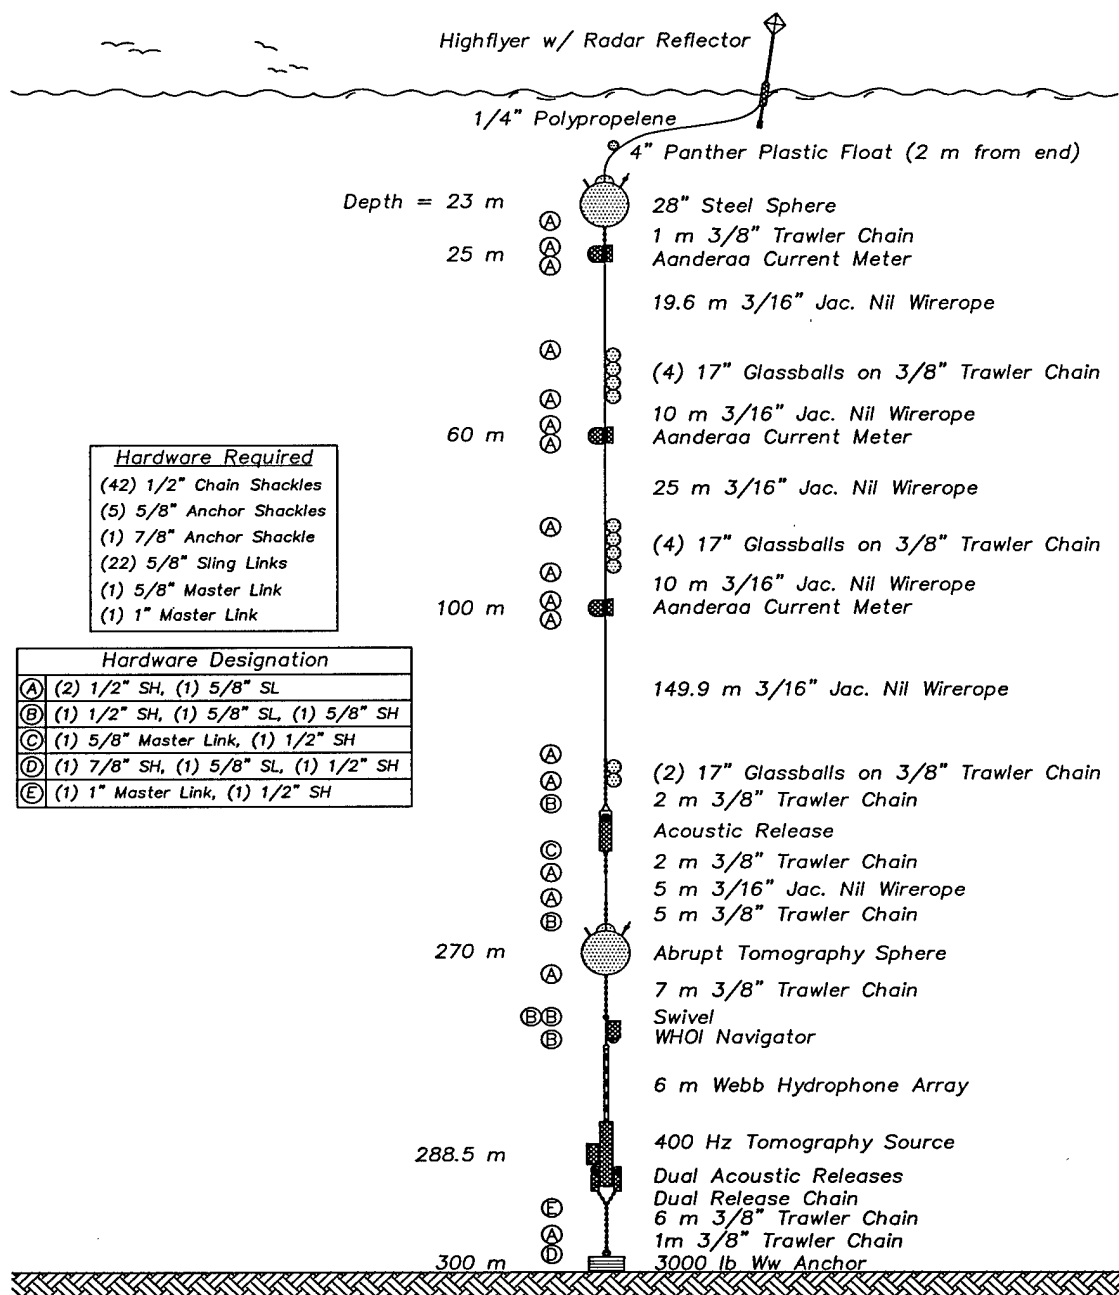 Highflyer w/ Radar Reflector
1/4" Polypropelene
4" Panther Plastic Float (2 m from end)
Depth = 23 m
28" Steel Sphere
A
1 m 3/8" Trawler Chain
A
25 m
Aanderaa Current Meter
A
19.6 m 3/16" Jac. Nil Wirerope
A
(4) 17" Glassballs on 3/8" Trawler Chain
A
10 m 3/16" Jac. Nil Wirerope
A
60 m
Aanderaa Current Meter
A
25 m 3/16" Jac. Nil Wirerope
A
(4) 17" Glassballs on 3/8" Trawler Chain
A
10 m 3/16" Jac. Nil Wirerope
A
100 m
Aanderaa Current Meter
A
149.9 m 3/16" Jac. Nil Wirerope
A
(2) 17" Glassballs on 3/8" Trawler Chain
A
2 m 3/8" Trawler Chain
B
Acoustic Release
C
2 m 3/8" Trawler Chain
A
5 m 3/16" Jac. Nil Wirerope
A
5 m 3/8" Trawler Chain
B
270 m
Abrupt Tomography Sphere
A
7 m 3/8" Trawler Chain
B B
Swivel
WHOI Navigator
B
6 m Webb Hydrophone Array
400 Hz Tomography Source
288.5 m
Dual Acoustic Releases
Dual Release Chain
E
6 m 3/8" Trawler Chain
A
1m 3/8" Trawler Chain
D
300 m
3000 lb Ww Anchor
Hardware Required
(42) 1/2" Chain Shackles
(5) 5/8" Anchor Shackles
(1) 7/8" Anchor Shackle
(22) 5/8" Sling Links
(1) 5/8" Master Link
(1) 1" Master Link
Hardware Designation
A (2) 1/2" SH, (1) 5/8" SL
B (1) 1/2" SH, (1) 5/8" SL, (1) 5/8" SH
C (1) 5/8" Master Link, (1) 1/2" SH
D (1) 7/8" SH, (1) 5/8" SL, (1) 1/2" SH
E (1) 1" Master Link, (1) 1/2" SH